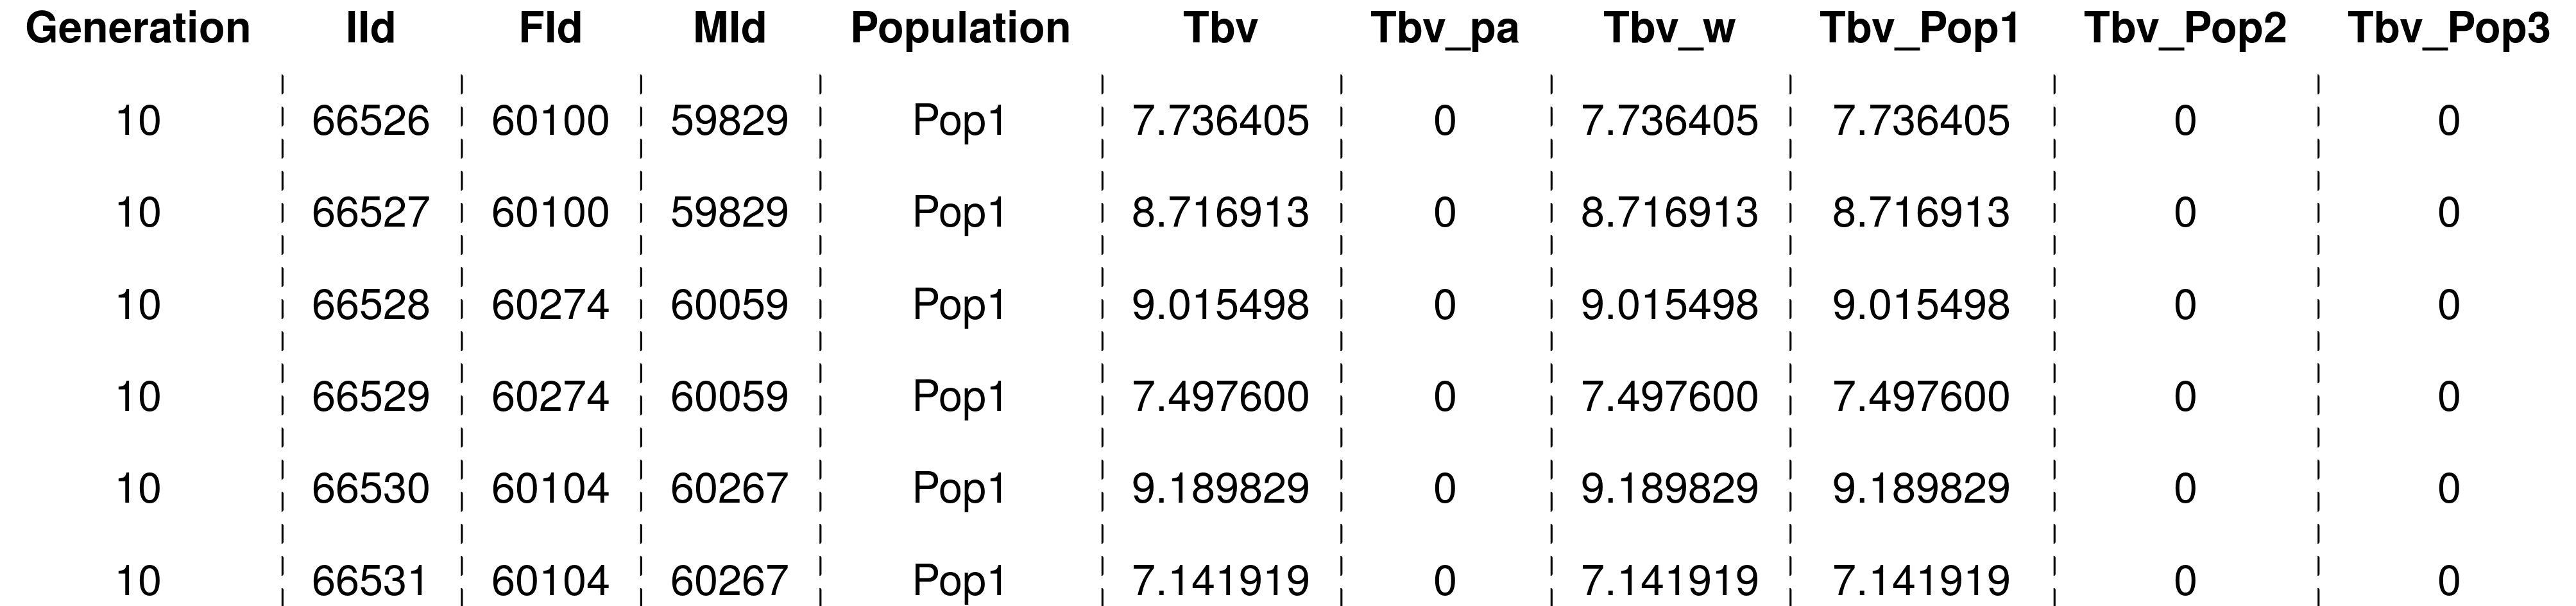 Generation IId FId MId Population Tbv Tbv_pa Tbv_w Tbv_Pop1 Tbv_Pop2 Tbv_Pop3
10 66526 60100 59829 Pop1 7.736405 0 7.736405 7.736405 0 0
10 66527 60100 59829 Pop1 8.716913 0 8.716913 8.716913 0 0
10 66528 60274 60059 Pop1 9.015498 0 9.015498 9.015498 0 0
10 66529 60274 60059 Pop1 7.497600 0 7.497600 7.497600 0 0
10 66530 60104 60267 Pop1 9.189829 0 9.189829 9.189829 0 0
10 66531 60104 60267 Pop1 7.141919 0 7.141919 7.141919 0 0